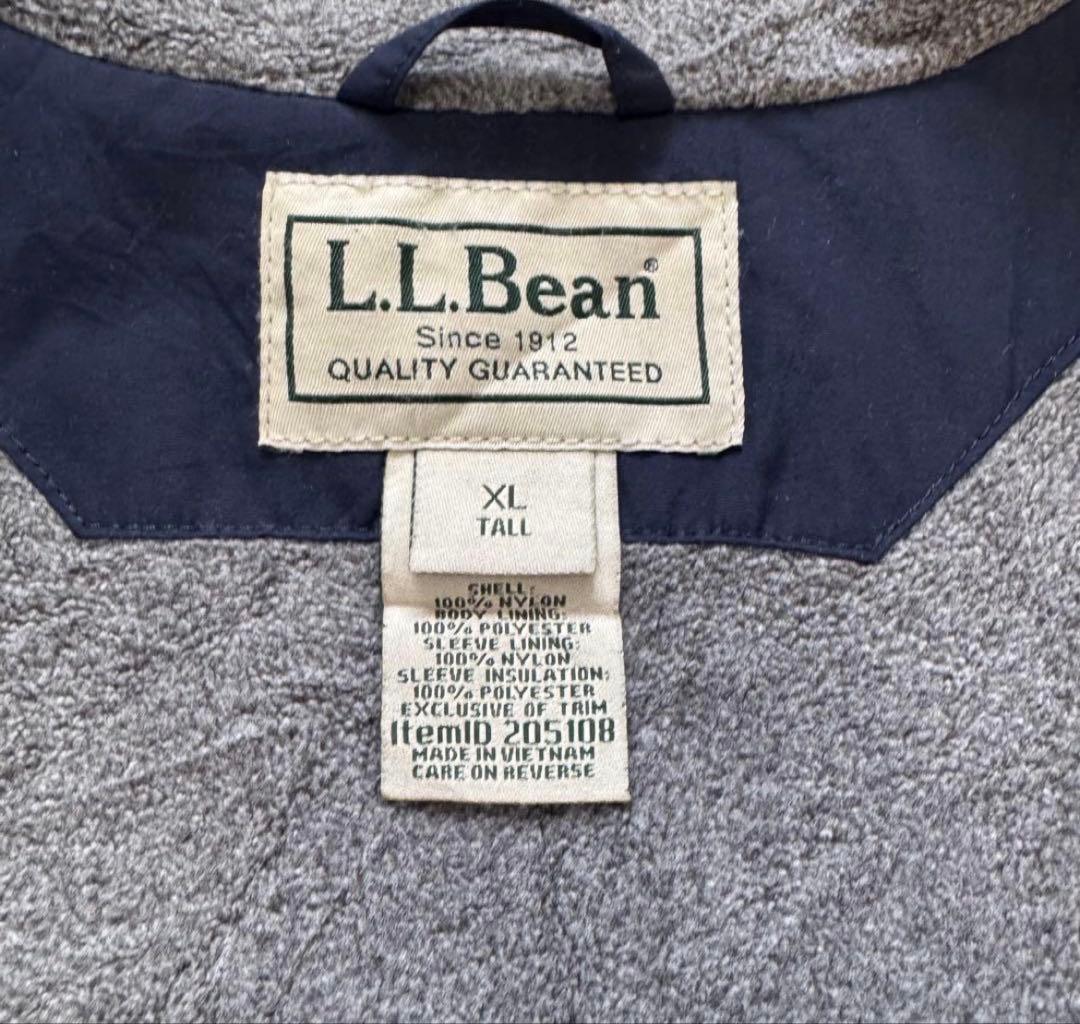 L.L.Bean®
Since 1912
QUALITY GUARANTEED
XL
TALL
SHELL:
100% NYLON
BODY LINING:
100% POLYESTER
SLEEVE LINING:
100% NYLON
SLEEVE INSULATION:
100% POLYESTER
EXCLUSIVE OF TRIM
ItemID 205108
MADE IN VIETNAM
CARE ON REVERSE